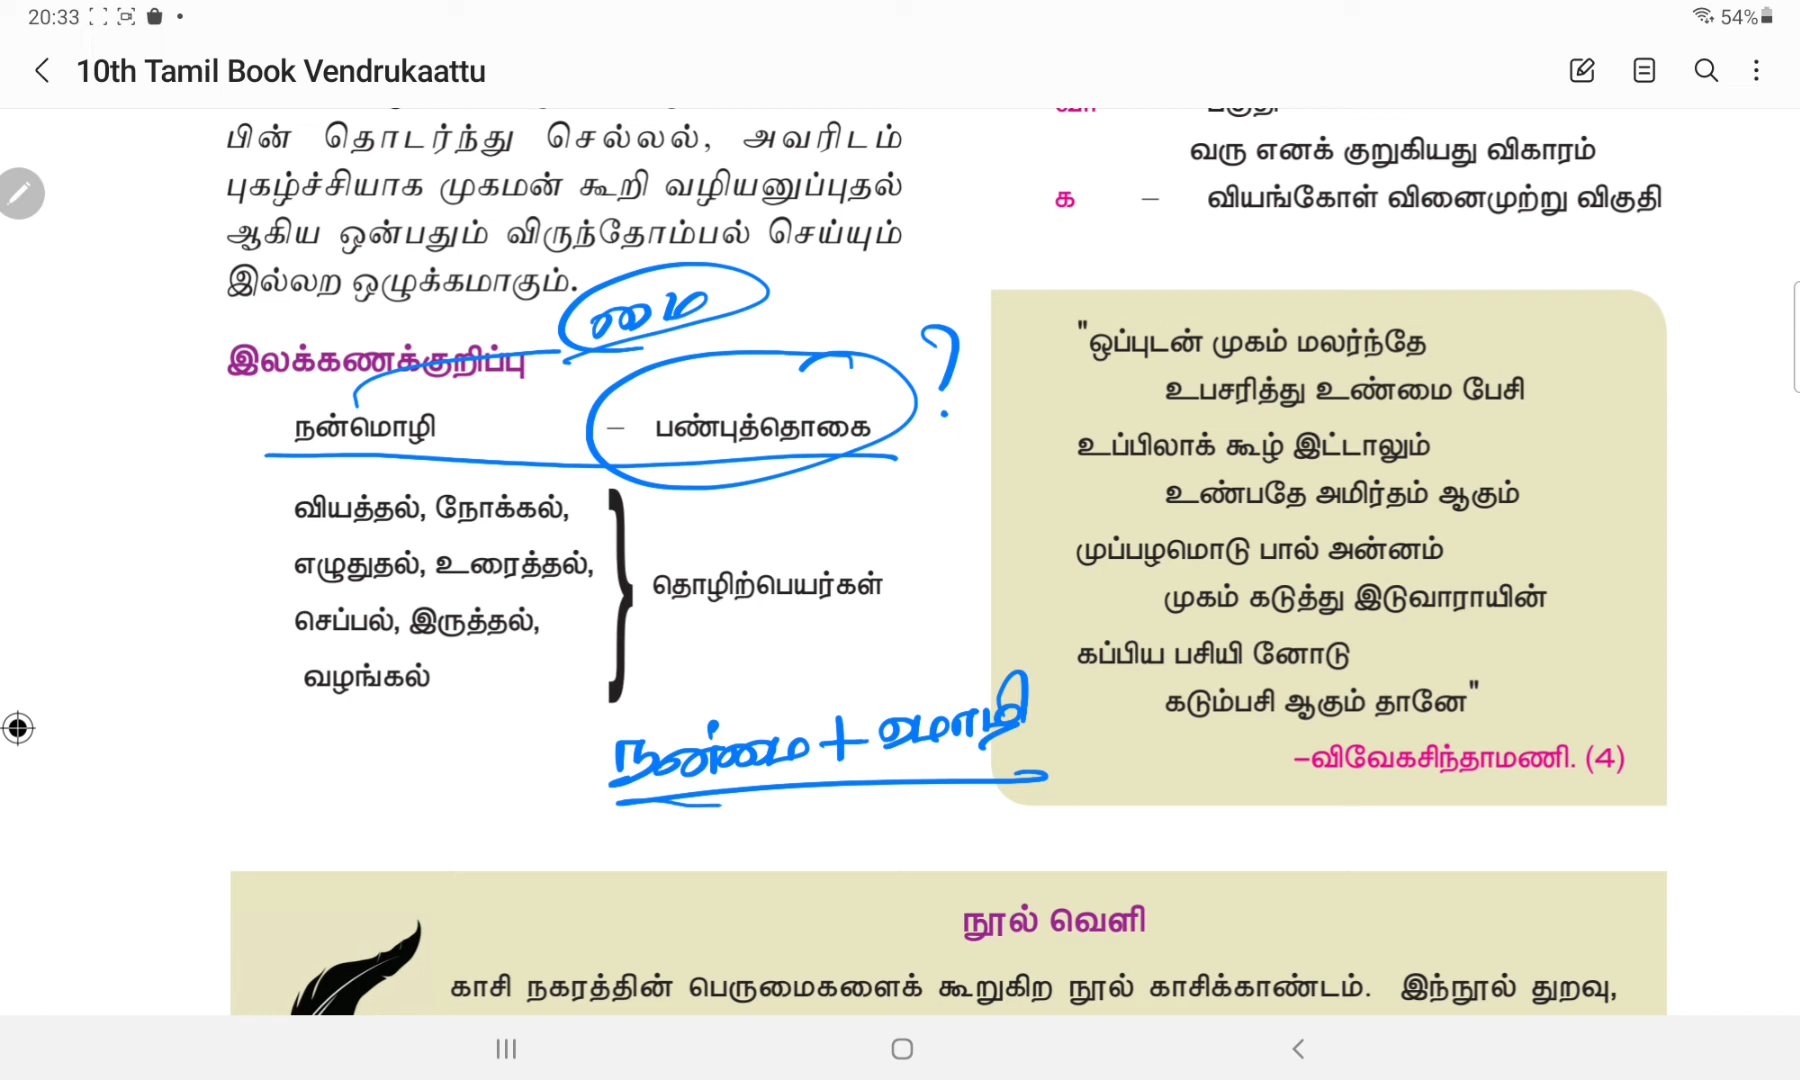 20:33
54%
10th Tamil Book Vendrukaattu
பின் தொடர்ந்து செல்லல், அவரிடம்
புகழ்ச்சியாக முகமன் கூறி வழியனுப்புதல்
ஆகிய ஒன்பதும் விருந்தோம்பல் செய்யும்
இல்லற ஒழுக்கமாகும்.
மை
இலக்கணக்குறிப்பு
நன்மொழி – பண்புத்தொகை ?
வியத்தல், நோக்கல்,
எழுதுதல், உரைத்தல்,
செப்பல், இருத்தல்,
வழங்கல்
தொழிற்பெயர்கள்
நன்மை + மொழி
வா பகுதி
வரு எனக் குறுகியது விகாரம்
க – வியங்கோள் வினைமுற்று விகுதி
"ஒப்புடன் முகம் மலர்ந்தே
உபசரித்து உண்மை பேசி
உப்பிலாக் கூழ் இட்டாலும்
உண்பதே அமிர்தம் ஆகும்
முப்பழமொடு பால் அன்னம்
முகம் கடுத்து இடுவாராயின்
கப்பிய பசியி னோடு
கடும்பசி ஆகும் தானே"
–விவேகசிந்தாமணி. (4)
நூல் வெளி
காசி நகரத்தின் பெருமைகளைக் கூறுகிற நூல் காசிக்காண்டம். இந்நூல் துறவு,